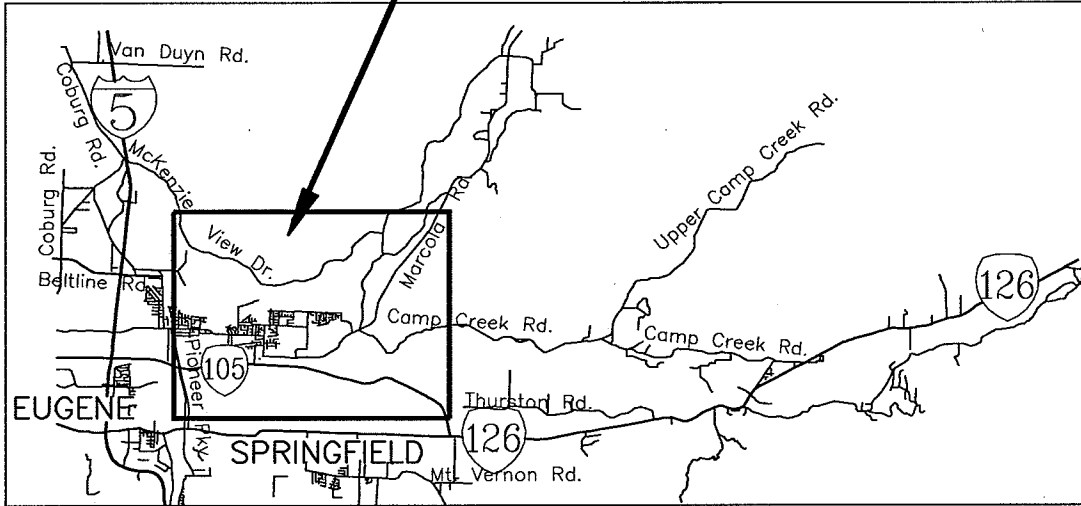 Van Duyn Rd.
Coburg Rd.
5
McKenzie
View Dr.
Coburg Rd.
Beltline Rd.
Marcola Rd.
Upper Camp Creek Rd.
126
Camp Creek Rd.
Camp Creek Rd.
Pioneer Pky.
105
Thurston Rd.
EUGENE
SPRINGFIELD
126
Mt. Vernon Rd.